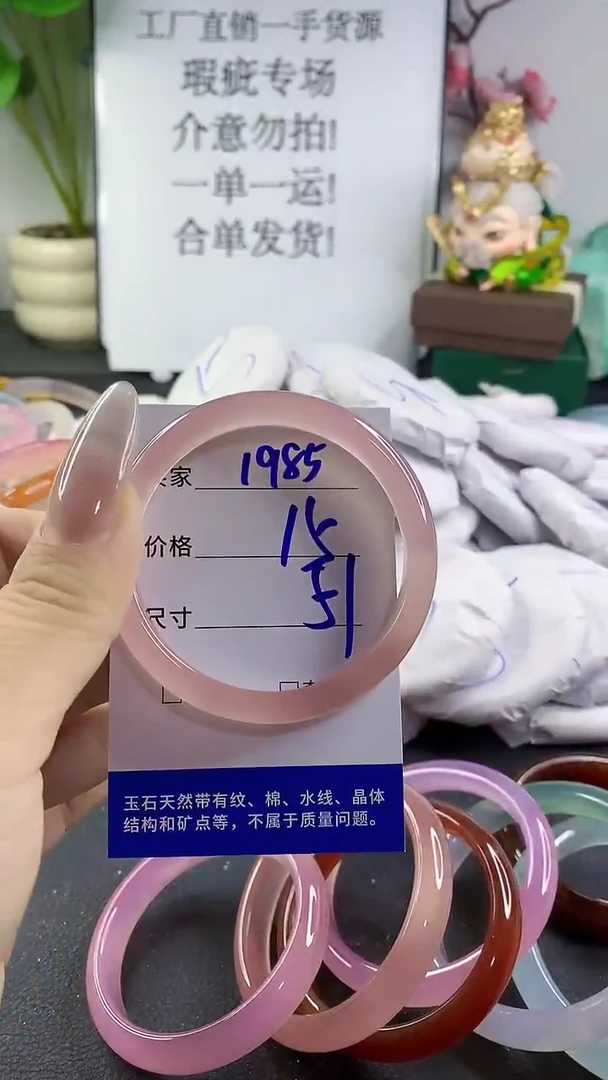 工厂直销一手货源
瑕疵专场
介意勿拍!
一单一运!
合单发货!
家 1985
价格 15
尺寸 51
玉石天然带有纹、棉、水线、晶体
结构和矿点等，不属于质量问题。